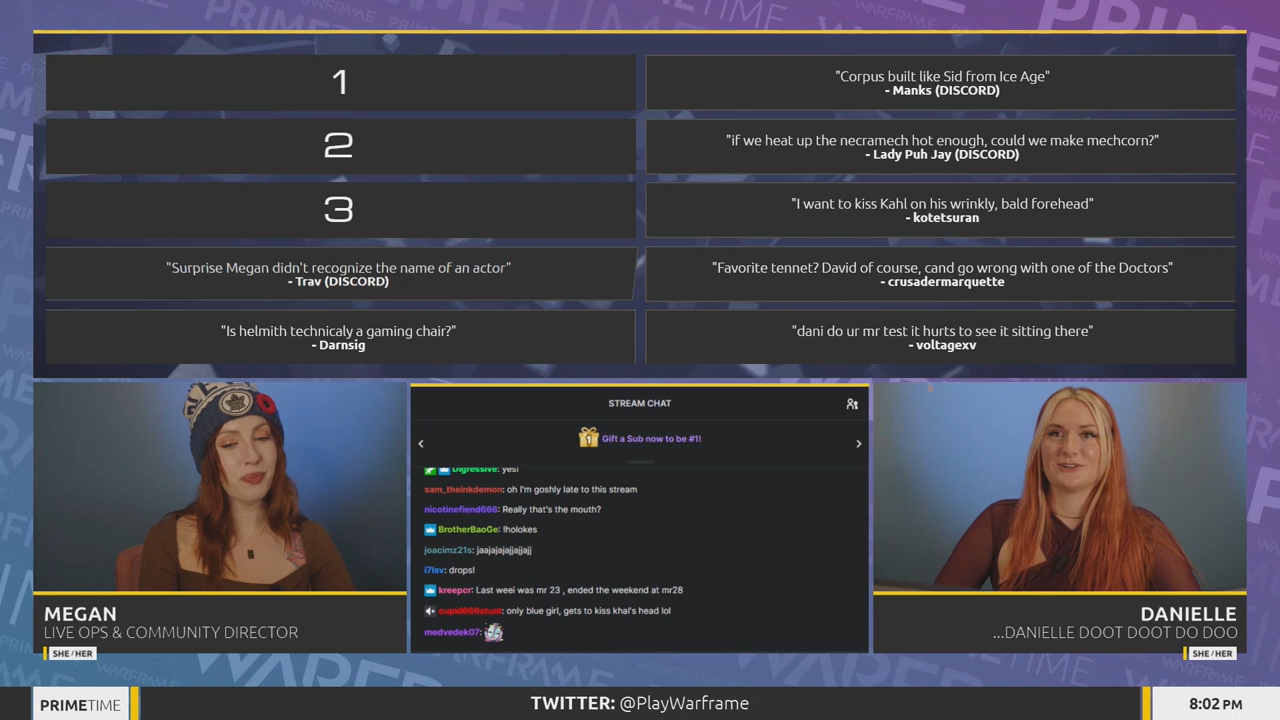 1
"Corpus built like Sid from Ice Age"
- Manks (DISCORD)
2
"if we heat up the necramech hot enough, could we make mechcorn?"
- Lady Puh Jay (DISCORD)
3
"I want to kiss Kahl on his wrinkly, bald forehead"
- kotetsuran
"Surprise Megan didn't recognize the name of an actor"
- Trav (DISCORD)
"Favorite tennet? David of course, cand go wrong with one of the Doctors"
- crusadermarquette
"Is helmith technicaly a gaming chair?"
- Darnsig
"dani do ur mr test it hurts to see it sitting there"
- voltagexv
STREAM CHAT
1 Gift a Sub now to be #1!
Digressive: yes!
sam_theinkdemon: oh I'm goshly late to this stream
nicotinefiend666: Really that's the mouth?
BrotherBaoGe: !holokes
joacimz21s: jaajajajajjajjajj
i7lsv: drops!
kreepcr: Last weei was mr 23 , ended the weekend at mr28
only blue girl, gets to kiss khal's head lol
medvedek07:
MEGAN
LIVE OPS & COMMUNITY DIRECTOR
SHE/HER
DANIELLE
...DANIELLE DOOT DOOT DO DOO
SHE/HER
PRIMETIME
TWITTER: @PlayWarframe
8:02 PM